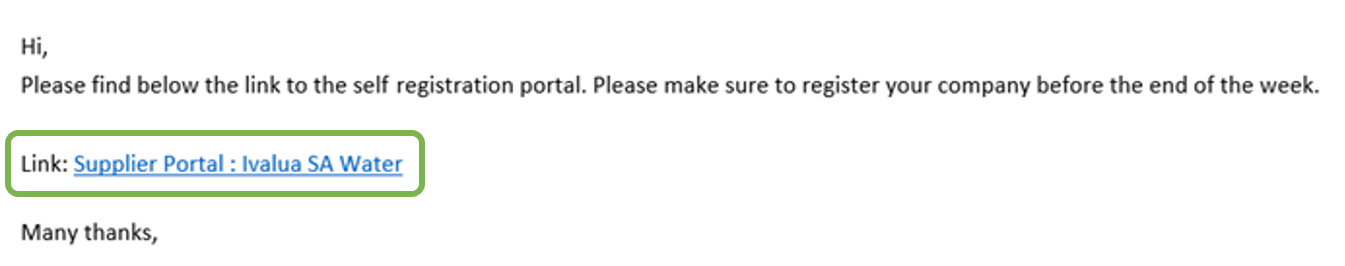 Hi,
Please find below the link to the self registration portal. Please make sure to register your company before the end of the week.
Link: Supplier Portal : Ivalua SA Water
Many thanks,